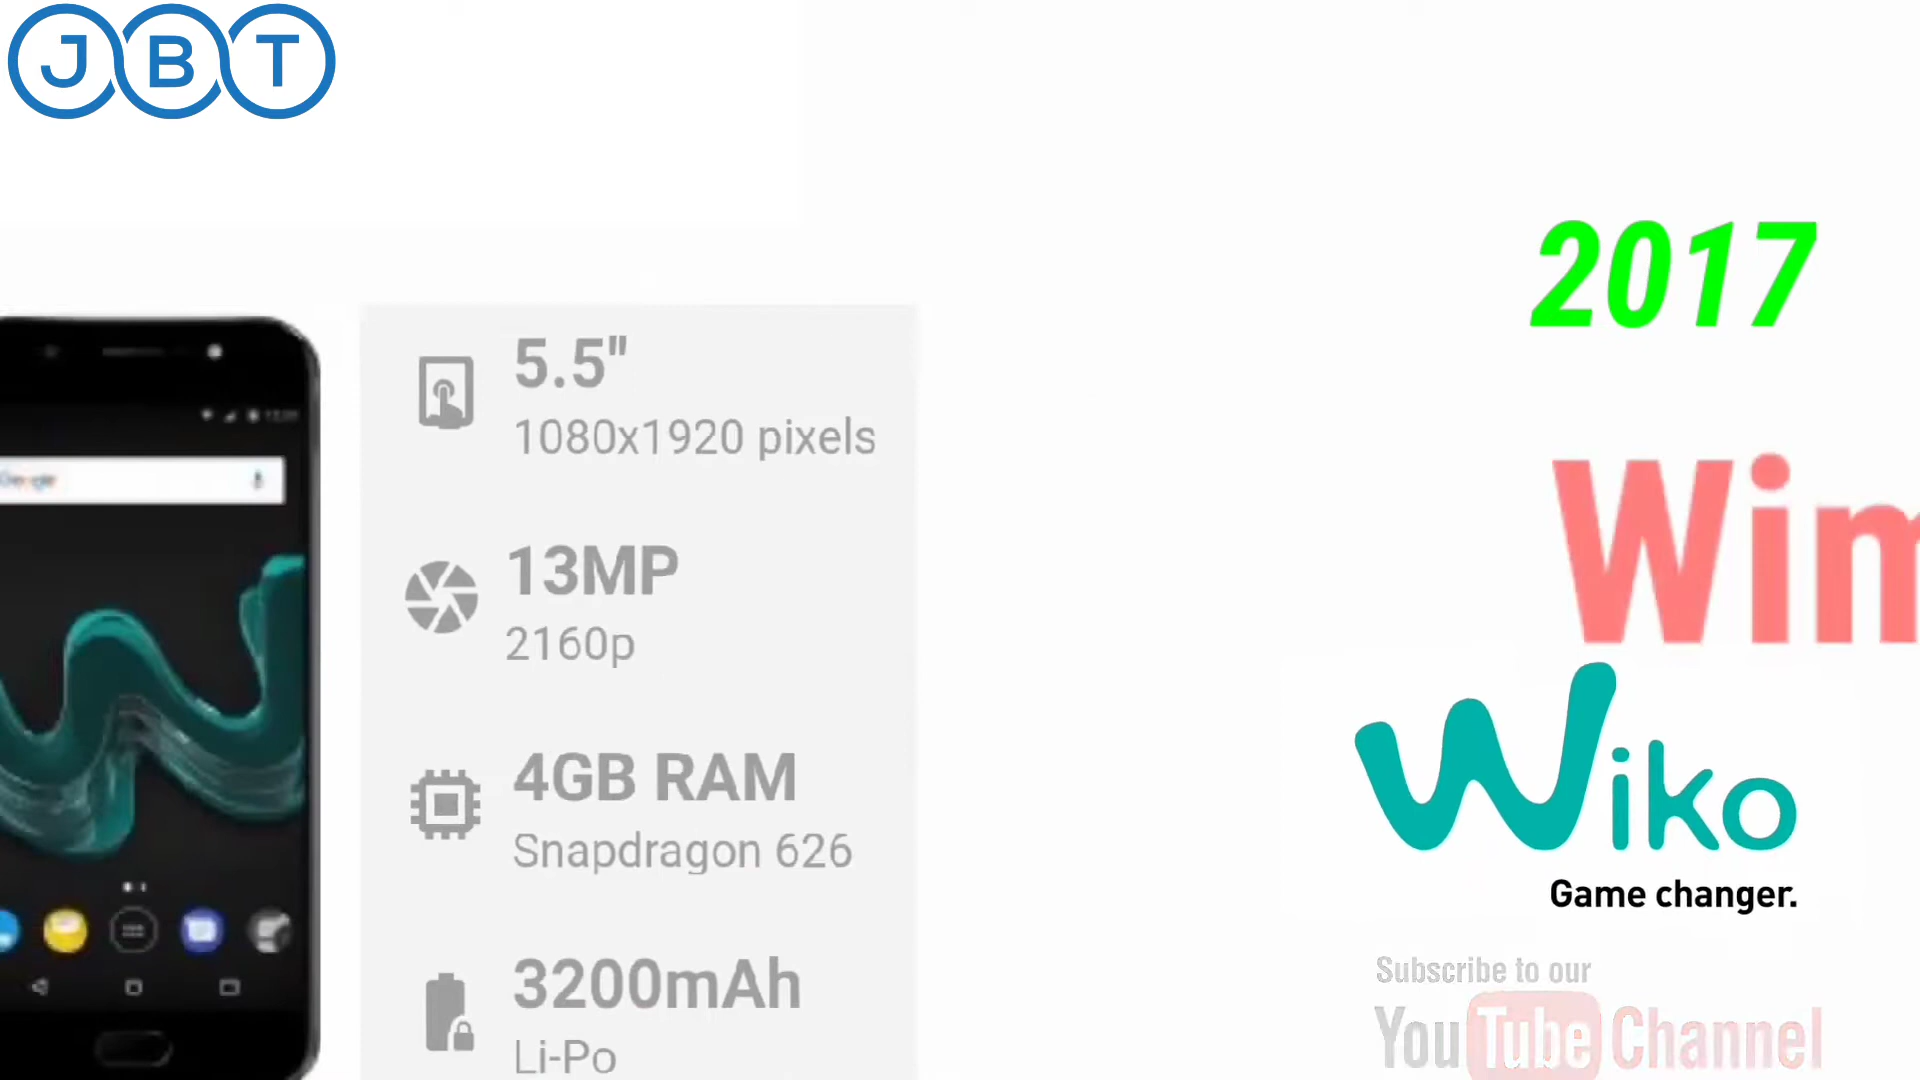 JBT
2017
5.5"
1080x1920 pixels
Google
13MP
2160p
Wim
4GB RAM
Snapdragon 626
Wiko
Game changer.
3200mAh
Li-Po
Subscribe to our
YouTube Channel